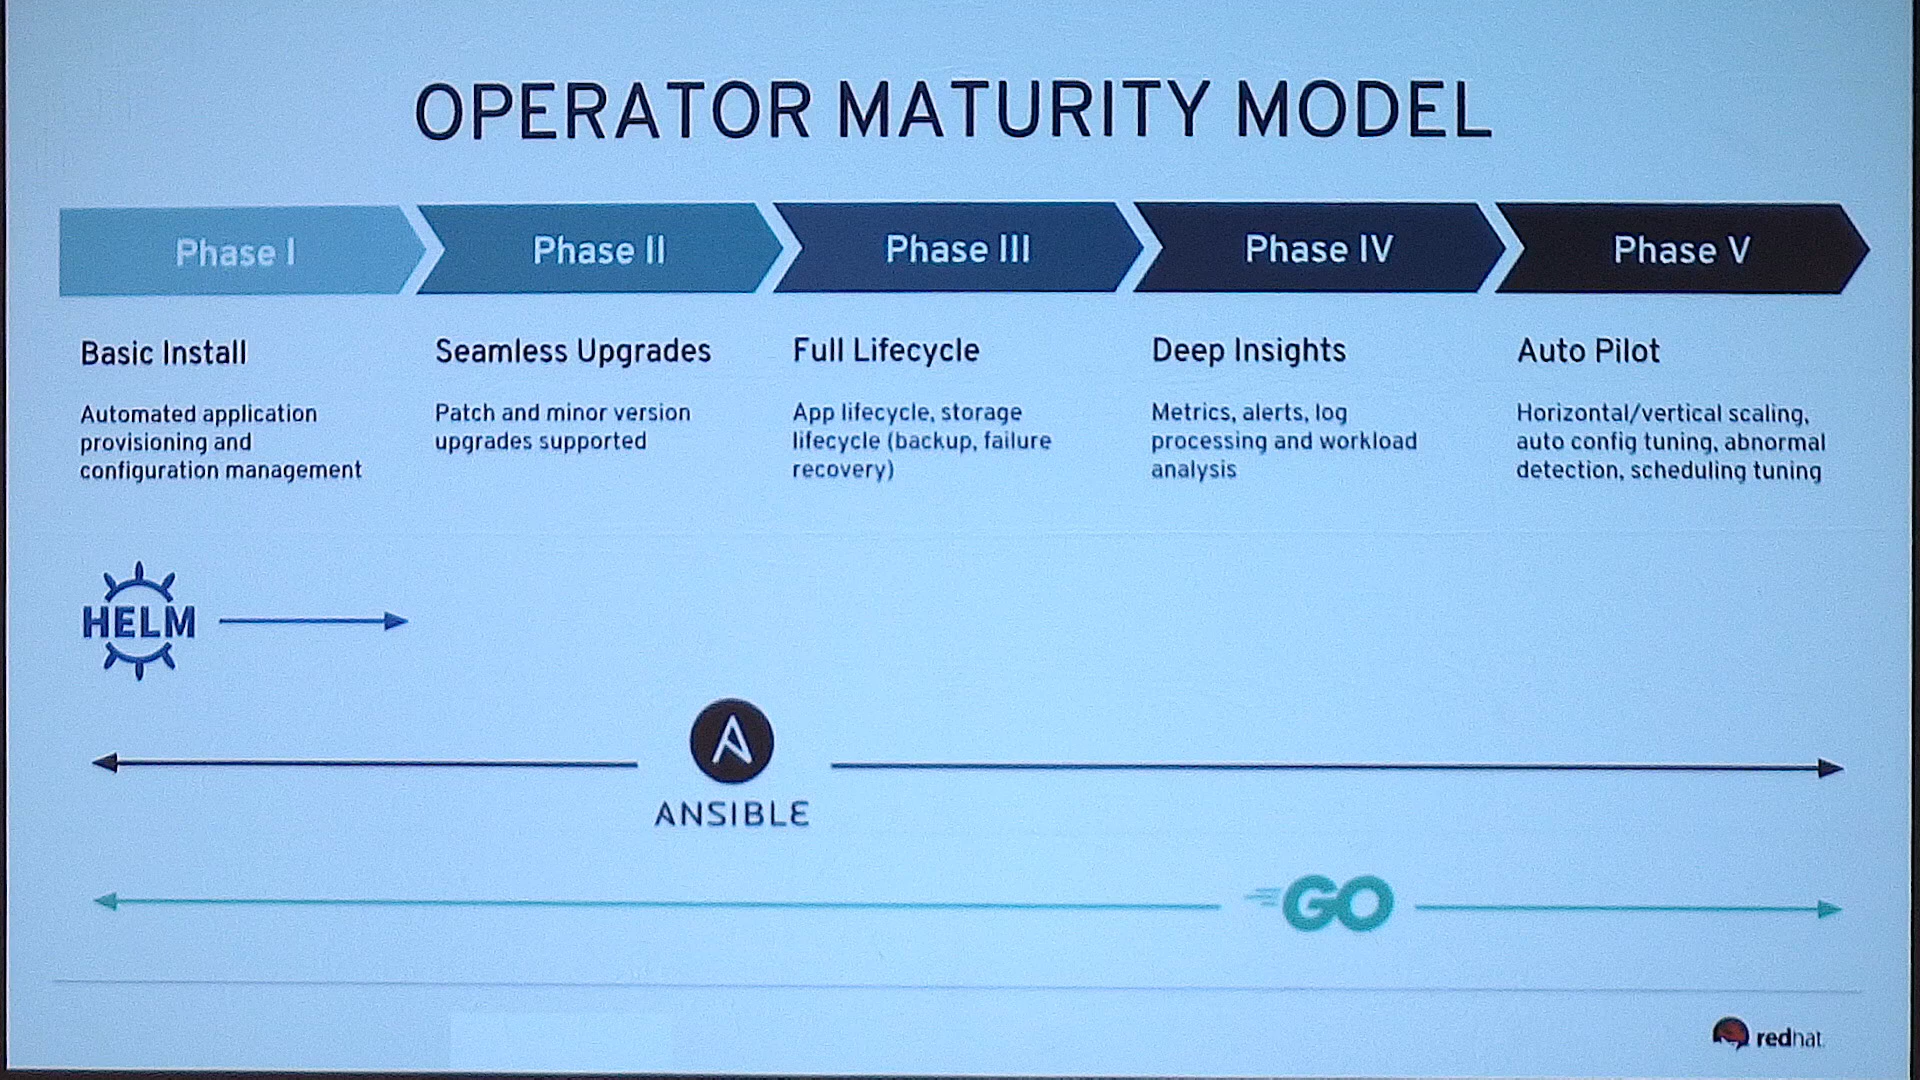 OPERATOR MATURITY MODEL
Phase I
Phase II
Phase III
Phase IV
Phase V
Basic Install
Automated application
provisioning and
configuration management
Seamless Upgrades
Patch and minor version
upgrades supported
Full Lifecycle
App lifecycle, storage
lifecycle (backup, failure
recovery)
Deep Insights
Metrics, alerts, log
processing and workload
analysis
Auto Pilot
Horizontal/vertical scaling,
auto config tuning, abnormal
detection, scheduling tuning
HELM
ANSIBLE
GO
redhat.